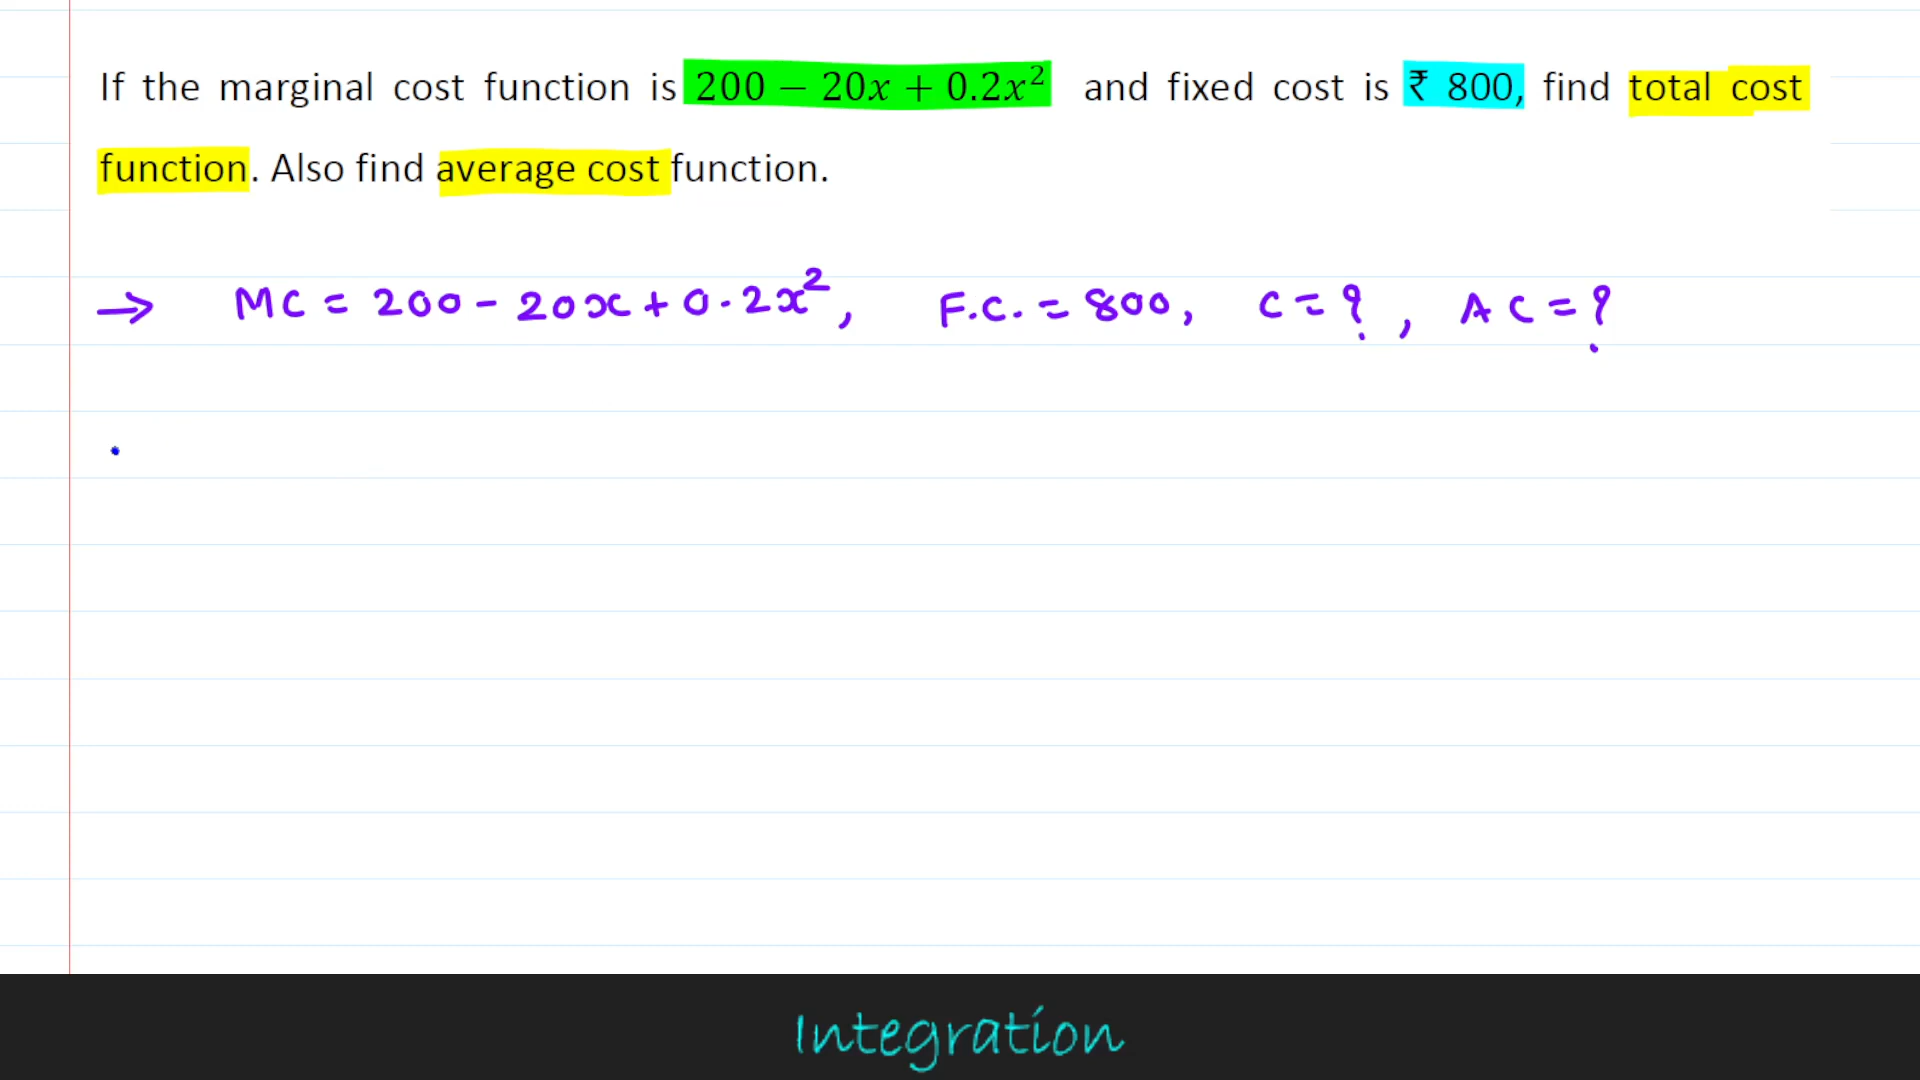 If the marginal cost function is 200 − 20x + 0.2x² and fixed cost is ₹ 800, find total cost
function. Also find average cost function.
→ MC = 200 - 20x + 0.2x², F.C. = 800, C = ?, AC = ?
Integration